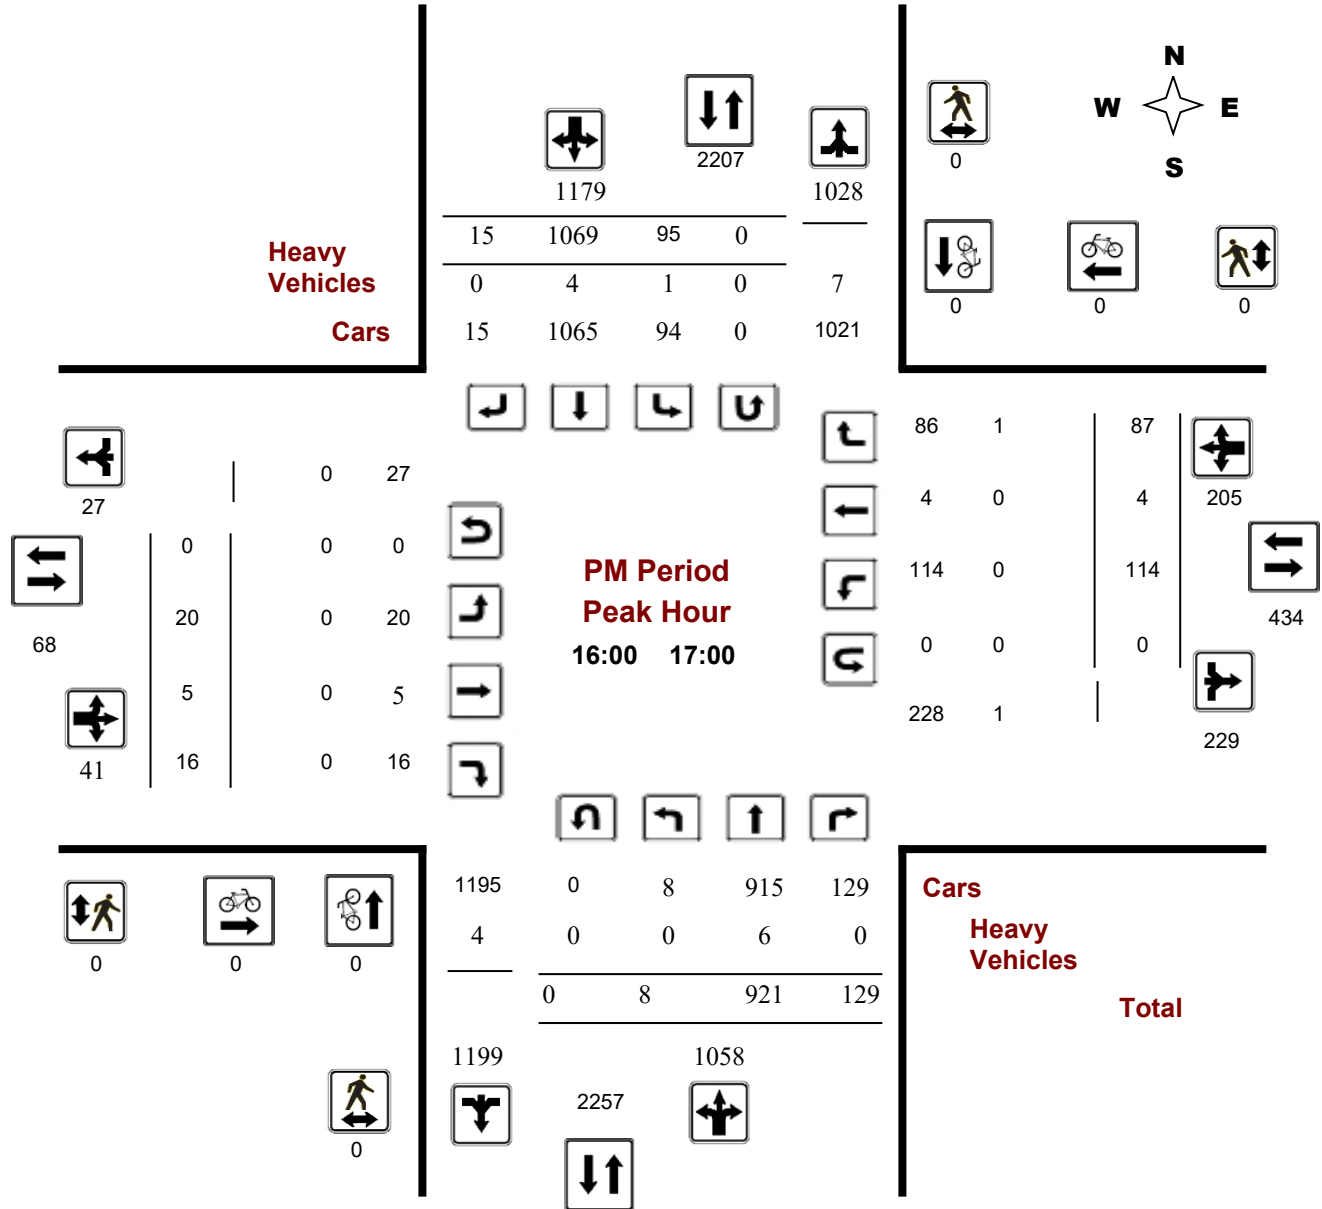 N
W E
S
2207
0
1179 1028
15 1069 95 0
Heavy
Vehicles 0 4 1 0 7
Cars 15 1065 94 0 1021
0 0 0
86 1 87
0 27
27
4 0 4 205
0 0 0
PM Period
114 0 114
Peak Hour
20 0 20
434
68
16:00 17:00
0 0 0
5 0 5
228 1
229
41 16 0 16
1195 0 8 915 129 Cars
4 0 0 6 0 Heavy
Vehicles
0 0 0
0 8 921 129 Total
1199 1058
2257
0